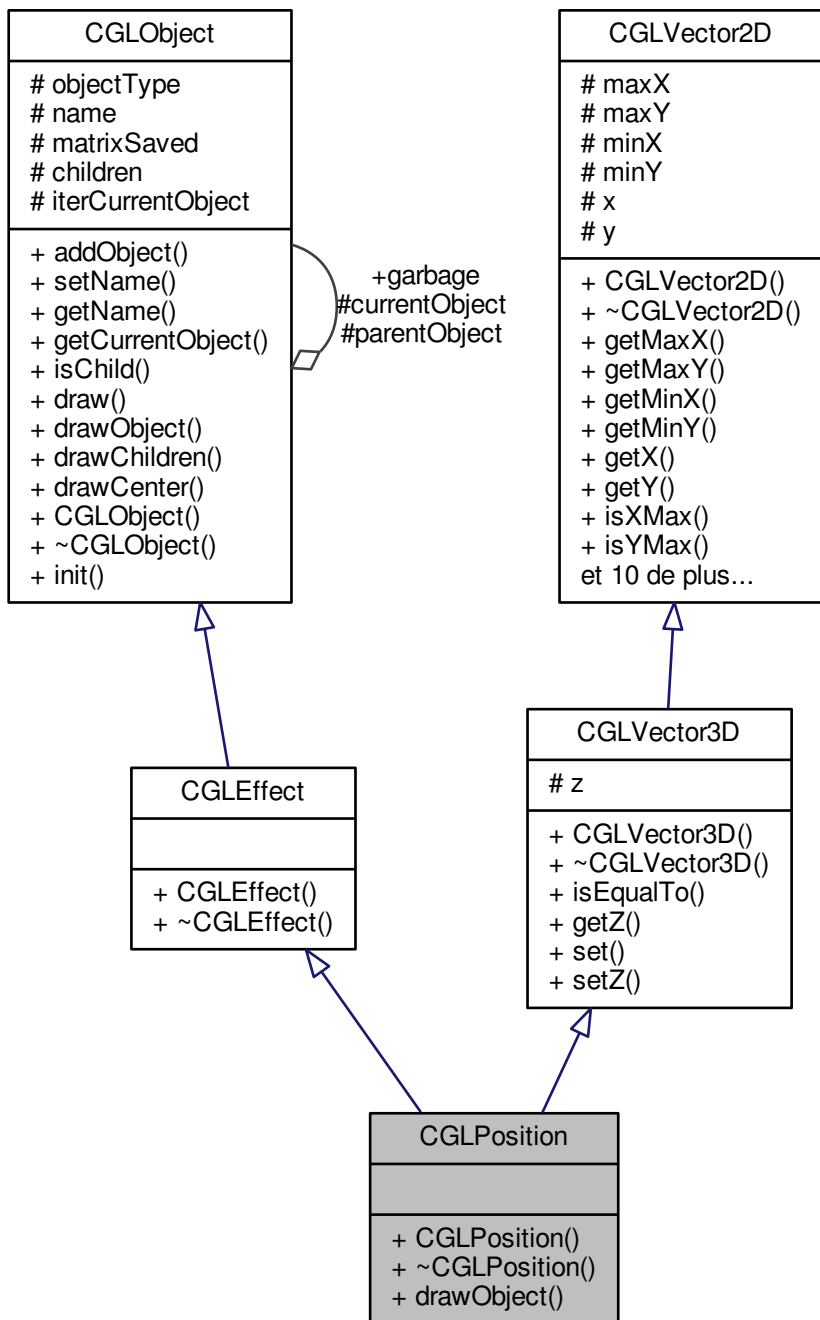 CGLObject
# objectType
# name
# matrixSaved
# children
# iterCurrentObject
+ addObject()
+ setName()
+ getName()
+ getCurrentObject()
+ isChild()
+ draw()
+ drawObject()
+ drawChildren()
+ drawCenter()
+ CGLObject()
+ ~CGLObject()
+ init()
+garbage
#currentObject
#parentObject
CGLVector2D
# maxX
# maxY
# minX
# minY
# x
# y
+ CGLVector2D()
+ ~CGLVector2D()
+ getMaxX()
+ getMaxY()
+ getMinX()
+ getMinY()
+ getX()
+ getY()
+ isXMax()
+ isYMax()
et 10 de plus...
CGLEffect
+ CGLEffect()
+ ~CGLEffect()
CGLVector3D
# z
+ CGLVector3D()
+ ~CGLVector3D()
+ isEqualTo()
+ getZ()
+ set()
+ setZ()
CGLPosition
+ CGLPosition()
+ ~CGLPosition()
+ drawObject()